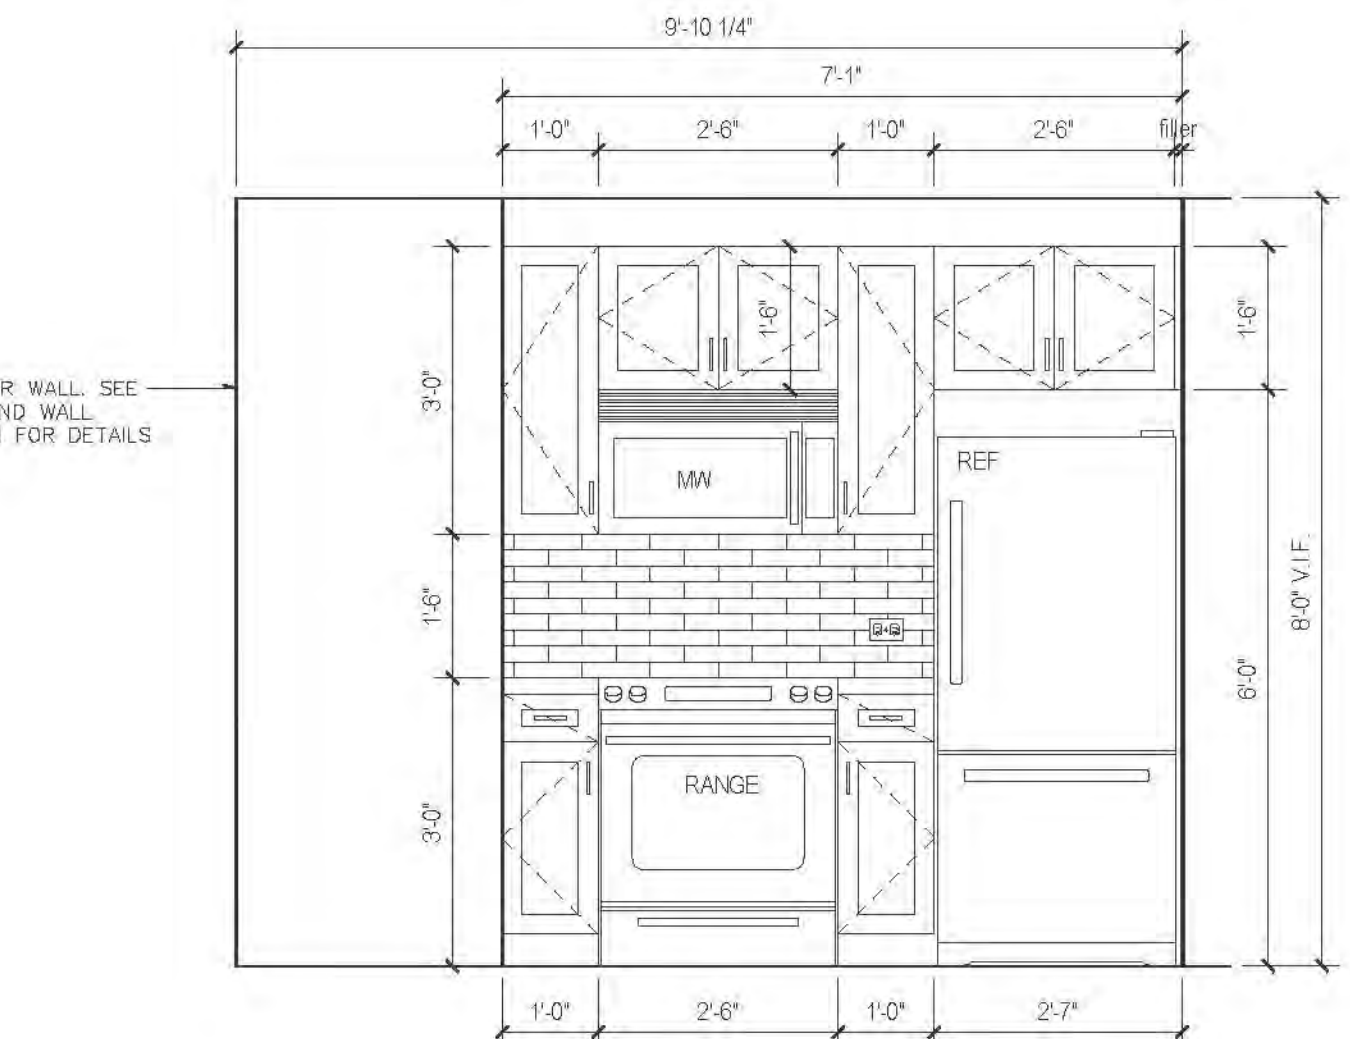 9'-10 1/4"
7'-1"
1'-0" 2'-6" 1'-0" 2'-6" filler
1'-6" 1'-6"
R WALL. SEE
ND WALL
FOR DETAILS
3'-0"
MW
REF
1'-6"
8'-0" V.I.F.
6'-0"
RANGE
3'-0"
1'-0" 2'-6" 1'-0" 2'-7"